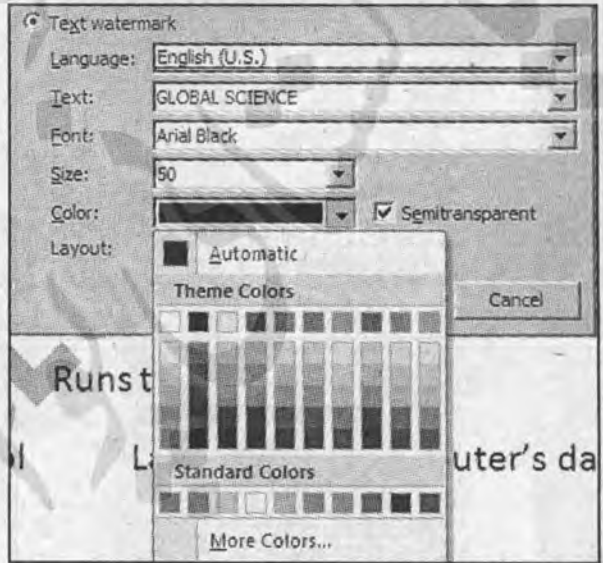 Text watermark
Language: English (U.S.)
Text: GLOBAL SCIENCE
Font: Arial Black
Size: 50
Color: Semitransparent
Layout:
Automatic
Theme Colors
Cancel
Runs t
ol L uter's da
Standard Colors
More Colors...